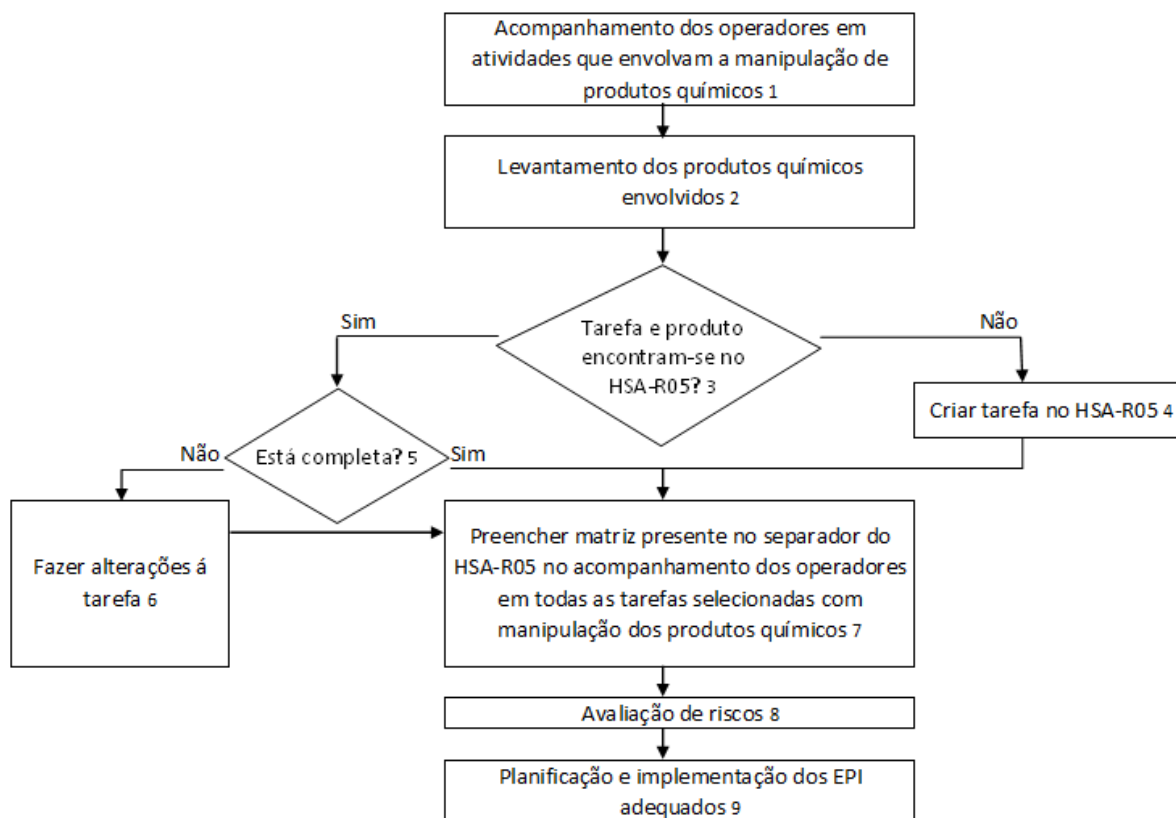 Acompanhamento dos operadores em
atividades que envolvam a manipulação de
produtos químicos 1
Levantamento dos produtos químicos
envolvidos 2
Sim
Não
Tarefa e produto
encontram-se no
HSA-R05? 3
Criar tarefa no HSA-R05 4
Não
Está completa? 5
Sim
Fazer alterações á
tarefa 6
Preencher matriz presente no separador do
HSA-R05 no acompanhamento dos operadores
em todas as tarefas selecionadas com
manipulação dos produtos químicos 7
Avaliação de riscos 8
Planificação e implementação dos EPI
adequados 9